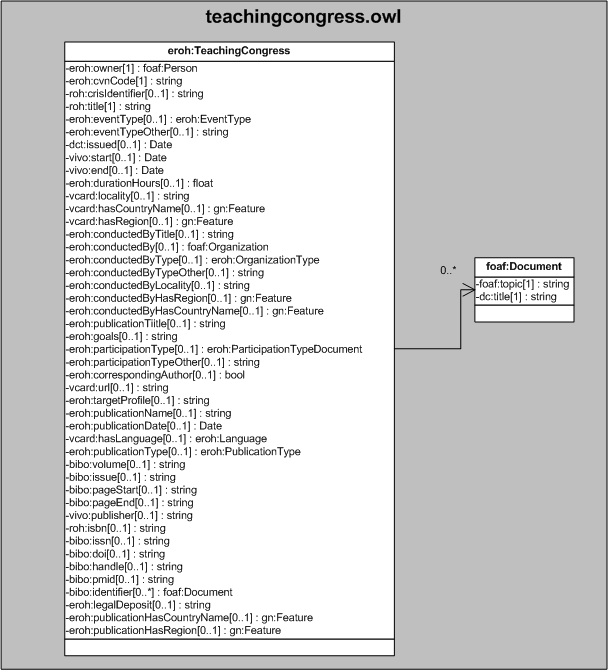 teachingcongress.owl
eroh:TeachingCongress
-eroh:owner[1] : foaf:Person
-eroh:cvnCode[1] : string
-roh:crisIdentifier[0..1] : string
-roh:title[1] : string
-eroh:eventType[0..1] : eroh:EventType
-eroh:eventTypeOther[0..1] : string
-dct:issued[0..1] : Date
-vivo:start[0..1] : Date
-vivo:end[0..1] : Date
-eroh:durationHours[0..1] : float
-vcard:locality[0..1] : string
-vcard:hasCountryName[0..1] : gn:Feature
-vcard:hasRegion[0..1] : gn:Feature
-eroh:conductedByTitle[0..1] : string
-eroh:conductedBy[0..1] : foaf:Organization
-eroh:conductedByType[0..1] : eroh:OrganizationType
-eroh:conductedByTypeOther[0..1] : string
-eroh:conductedByLocality[0..1] : string
-eroh:conductedByHasRegion[0..1] : gn:Feature
-eroh:conductedByHasCountryName[0..1] : gn:Feature
-eroh:publicationTiitle[0..1] : string
-eroh:goals[0..1] : string
-eroh:participationType[0..1] : eroh:ParticipationTypeDocument
-eroh:participationTypeOther[0..1] : string
-eroh:correspondingAuthor[0..1] : bool
-vcard:url[0..1] : string
-eroh:targetProfile[0..1] : string
-eroh:publicationName[0..1] : string
-eroh:publicationDate[0..1] : Date
-vcard:hasLanguage[0..1] : eroh:Language
-eroh:publicationType[0..1] : eroh:PublicationType
-bibo:volume[0..1] : string
-bibo:issue[0..1] : string
-bibo:pageStart[0..1] : string
-bibo:pageEnd[0..1] : string
-vivo:publisher[0..1] : string
-roh:isbn[0..1] : string
-bibo:issn[0..1] : string
-bibo:doi[0..1] : string
-bibo:handle[0..1] : string
-bibo:pmid[0..1] : string
-bibo:identifier[0..*] : foaf:Document
-eroh:legalDeposit[0..1] : string
-eroh:publicationHasCountryName[0..1] : gn:Feature
-eroh:publicationHasRegion[0..1] : gn:Feature
0..*
foaf:Document
-foaf:topic[1] : string
-dc:title[1] : string